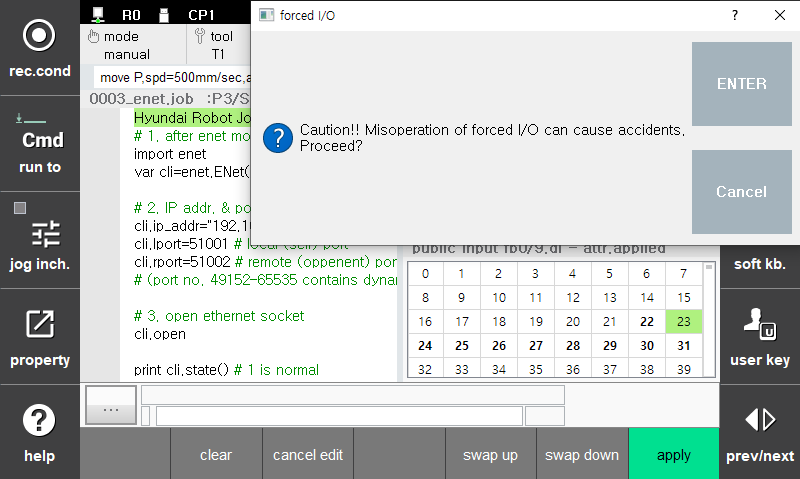 R0 CP1
mode
manual
tool
T1
forced I/O
?
rec.cond
Cmd
run to
jog inch.
property
help
move P,spd=500mm/sec,a
0003_enet.job :P3/S
Hyundai Robot Jo
# 1. after enet mo
import enet
var cli=enet.ENet(
# 2. IP addr. & po
cli.ip_addr="192.16
cli.lport=51001 # local (self) port
cli.rport=51002 # remote (oppenent) por
# (port no. 49152-65535 contains dynar
# 3. open ethernet socket
cli.open
print cli.state() # 1 is normal
Caution!! Misoperation of forced I/O can cause accidents.
Proceed?
ENTER
Cancel
public input fb0/9.di - attr.applied
0 1 2 3 4 5 6 7
8 9 10 11 12 13 14 15
16 17 18 19 20 21 22 23
24 25 26 27 28 29 30 31
32 33 34 35 36 37 38 39
soft kb.
U
user key
prev/next
...
clear
cancel edit
swap up
swap down
apply